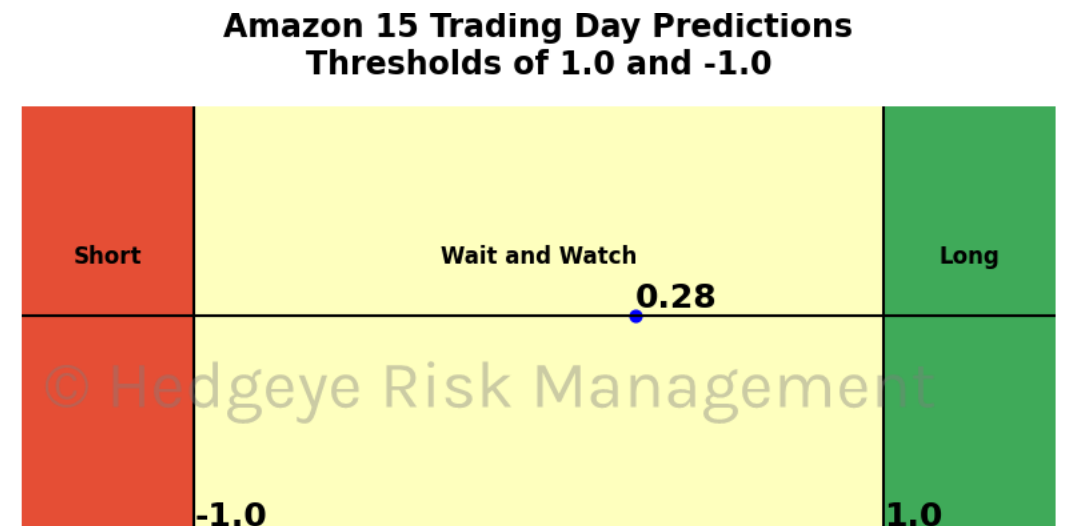 Amazon 15 Trading Day Predictions
Thresholds of 1.0 and -1.0
Short Wait and Watch Long
0.28
© Hedgeye Risk Management
-1.0 1.0